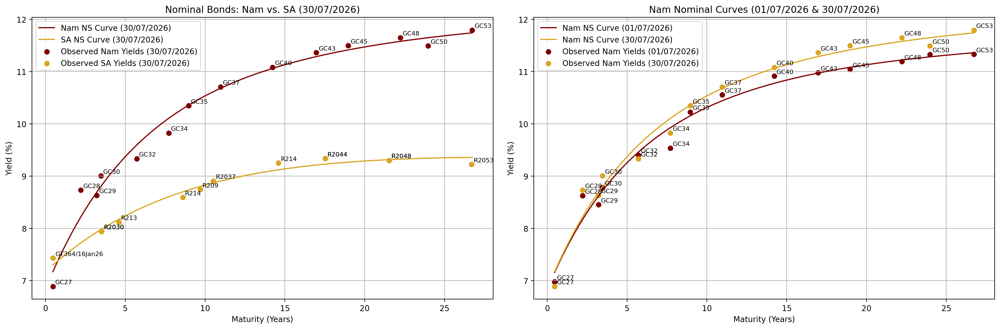 Nominal Bonds: Nam vs. SA (30/07/2026)
Nam NS Curve (30/07/2026)
SA NS Curve (30/07/2026)
Observed Nam Yields (30/07/2026)
Observed SA Yields (30/07/2026)
Yield (%)
12
11
10
9
8
7
GC53
GC48
GC50
GC45
GC43
GC40
GC37
GC35
GC34
GC32
GC30
GC28
GC29
GC27
R2053
R2048
R2044
R214
R2037
R209
R214
R213
R2030
GT364/16Jan26
0
5
10
15
20
25
Maturity (Years)
Nam Nominal Curves (01/07/2026 & 30/07/2026)
Nam NS Curve (01/07/2026)
Nam NS Curve (30/07/2026)
Observed Nam Yields (01/07/2026)
Observed Nam Yields (30/07/2026)
Yield (%)
12
11
10
9
8
7
GC53
GC48
GC50
GC45
GC43
GC40
GC37
GC35
GC34
GC32
GC30
GC28
GC29
GC27
GC53
GC50
GC48
GC45
GC43
GC40
GC37
GC35
GC34
GC32
GC30
GC28
GC29
GC27
0
5
10
15
20
25
Maturity (Years)